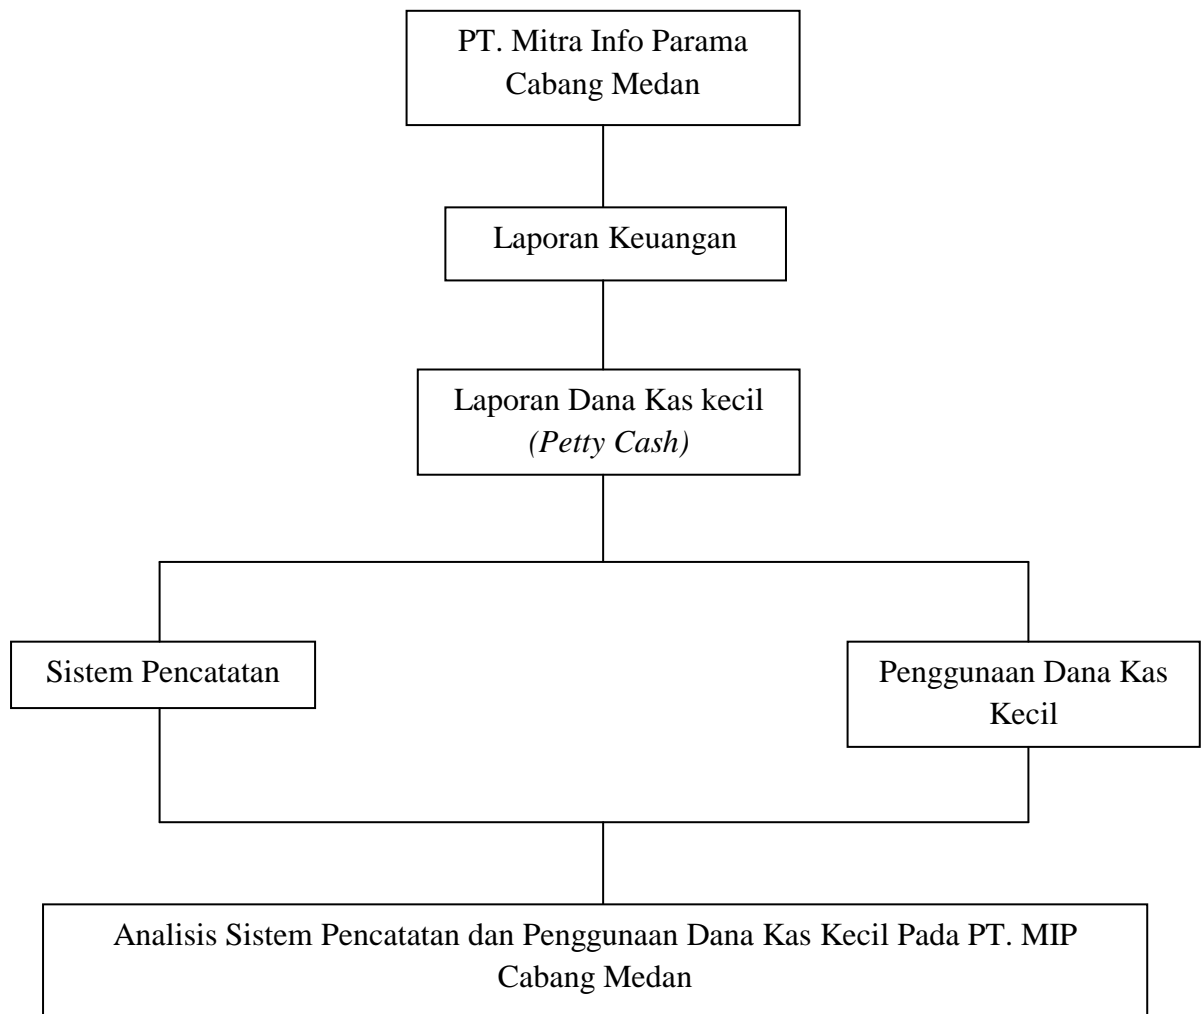 PT. Mitra Info Parama
Cabang Medan
Laporan Keuangan
Laporan Dana Kas kecil
(Petty Cash)
Sistem Pencatatan
Penggunaan Dana Kas
Kecil
Analisis Sistem Pencatatan dan Penggunaan Dana Kas Kecil Pada PT. MIP
Cabang Medan